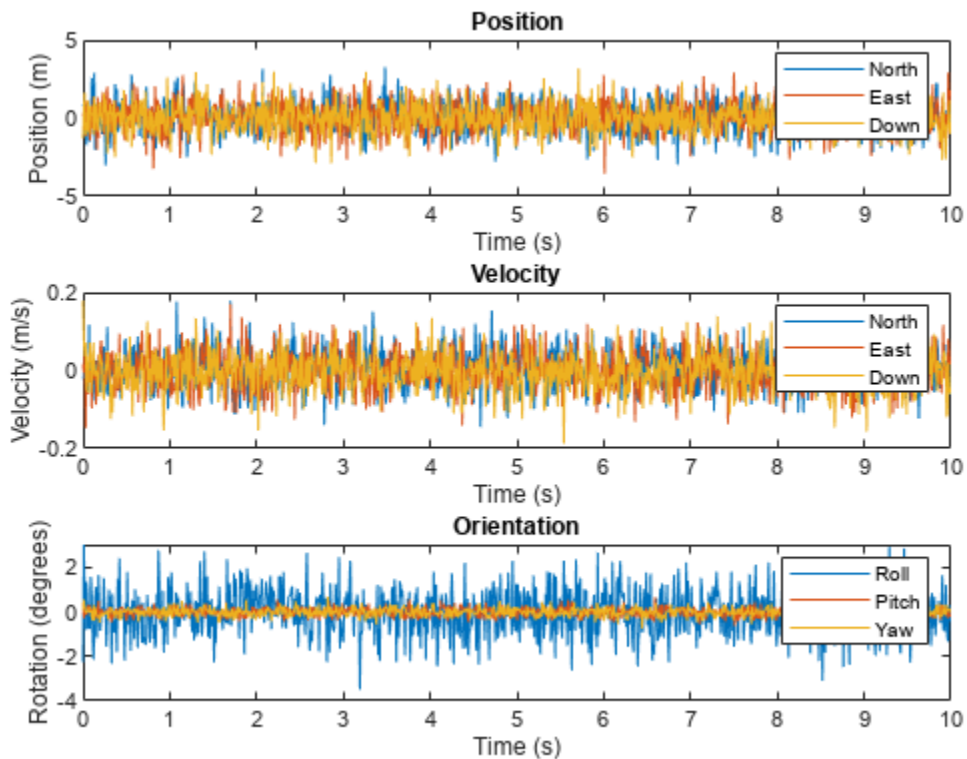 Position
5
0
-5
Position (m)
North
East
Down
0 1 2 3 4 5 6 7 8 9 10
Time (s)
Velocity
0.2
0
-0.2
Velocity (m/s)
North
East
Down
0 1 2 3 4 5 6 7 8 9 10
Time (s)
Orientation
2
0
-2
-4
Rotation (degrees)
Roll
Pitch
Yaw
0 1 2 3 4 5 6 7 8 9 10
Time (s)